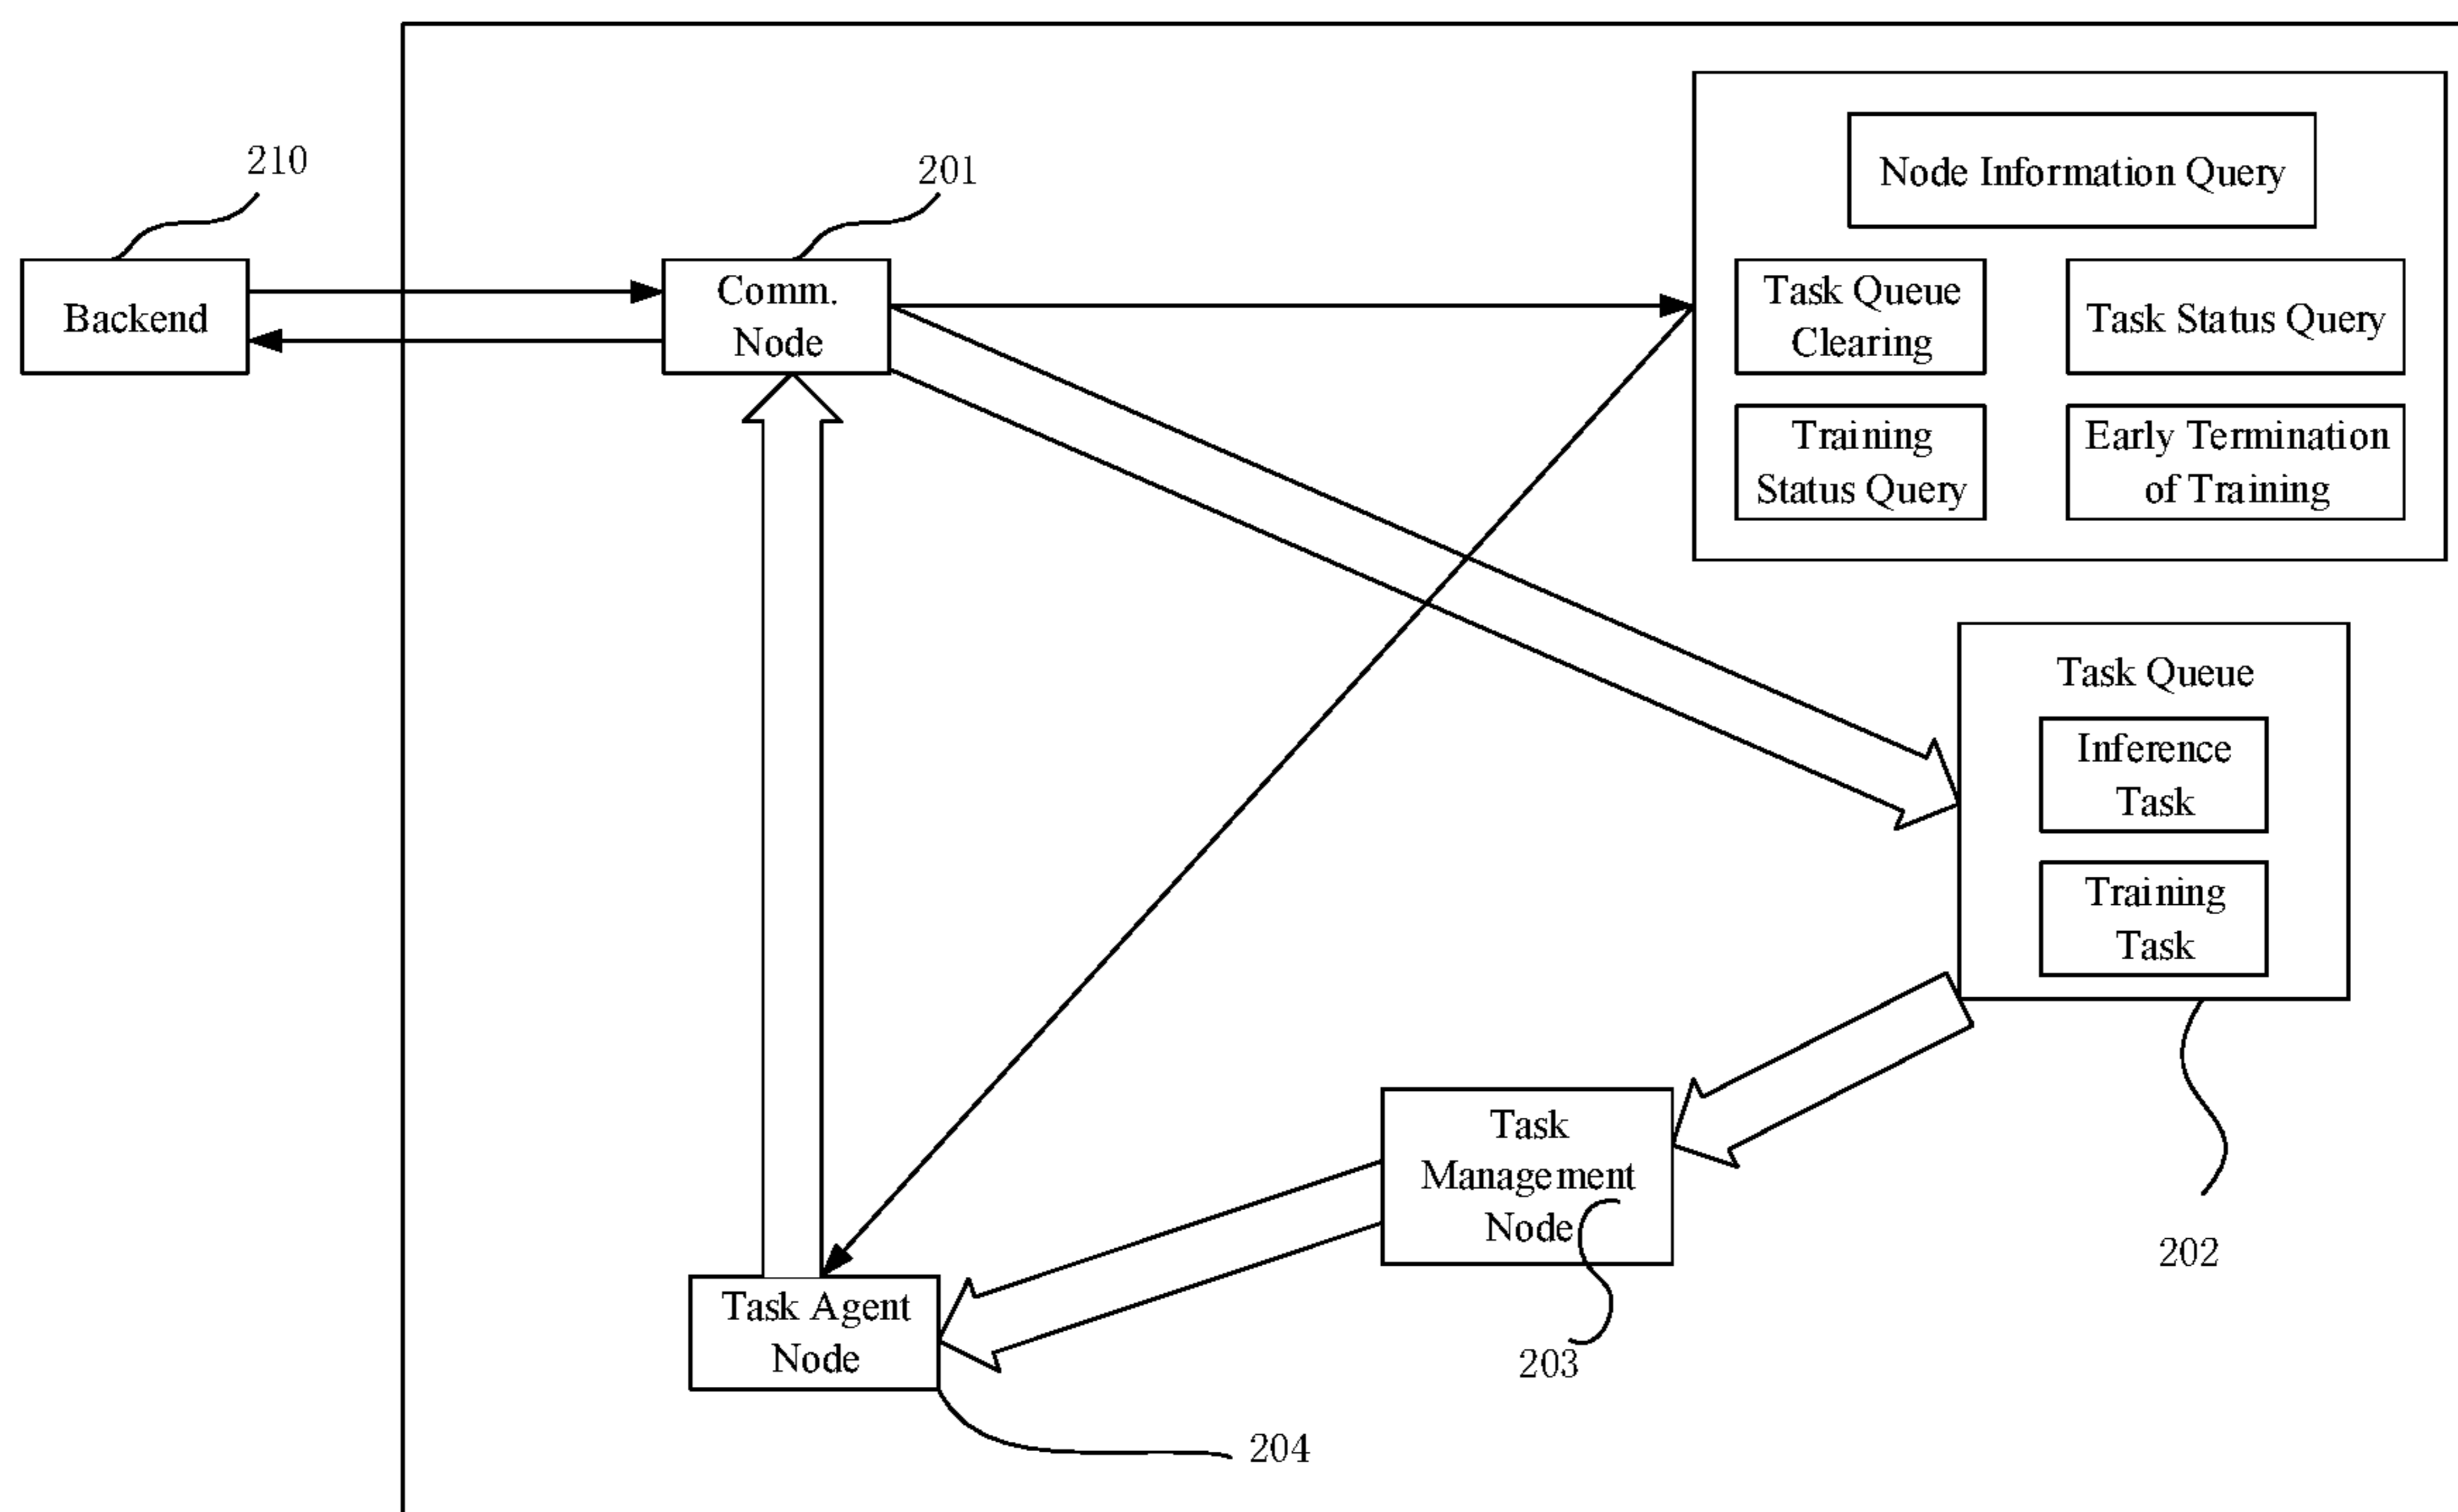 210
201
Backend
Comm.
Node
Node Information Query
Task Queue
Clearing
Task Status Query
Training
Status Query
Early Termination
of Training
Task Queue
Inference
Task
Training
Task
202
Task
Management
Node
203
Task Agent
Node
204